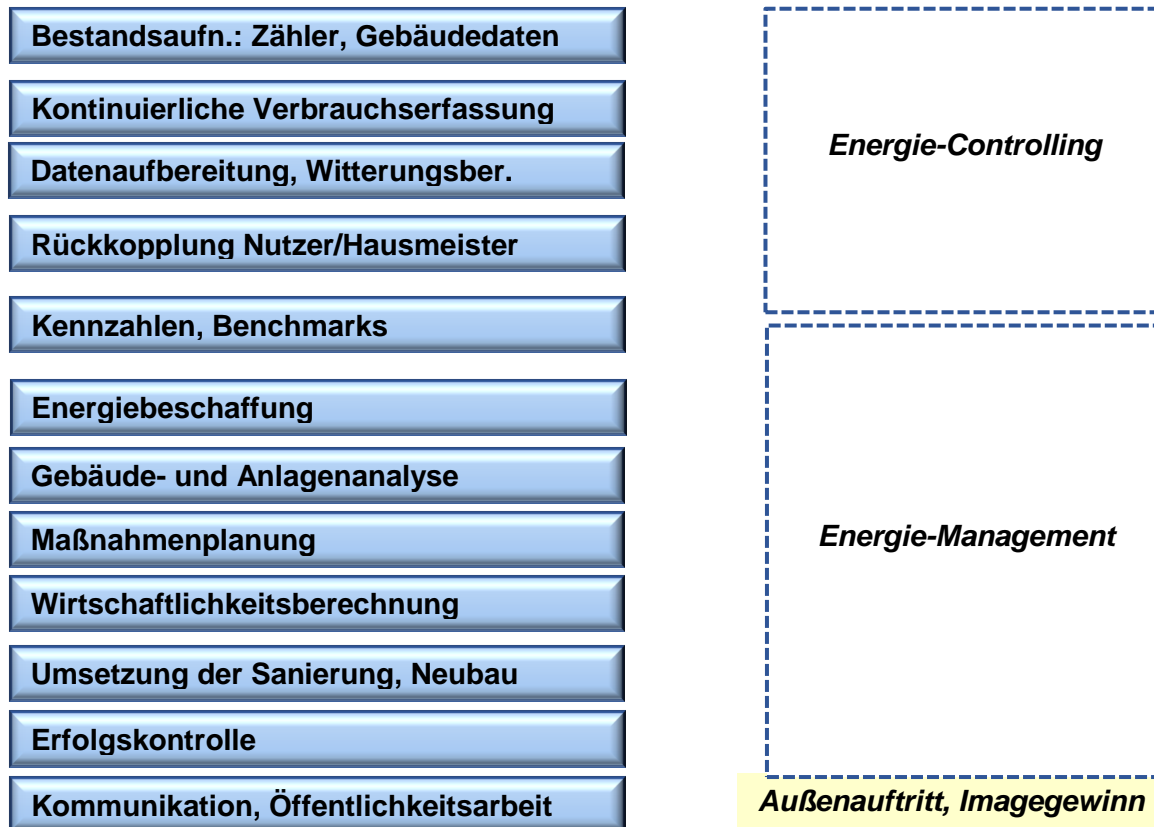 Bestandsaufn.: Zähler, Gebäudedaten
Kontinuierliche Verbrauchserfassung
Datenaufbereitung, Witterungsber.
Rückkopplung Nutzer/Hausmeister
Kennzahlen, Benchmarks
Energiebeschaffung
Gebäude- und Anlagenanalyse
Maßnahmenplanung
Wirtschaftlichkeitsberechnung
Umsetzung der Sanierung, Neubau
Erfolgskontrolle
Kommunikation, Öffentlichkeitsarbeit
Energie-Controlling
Energie-Management
Außenauftritt, Imagegewinn